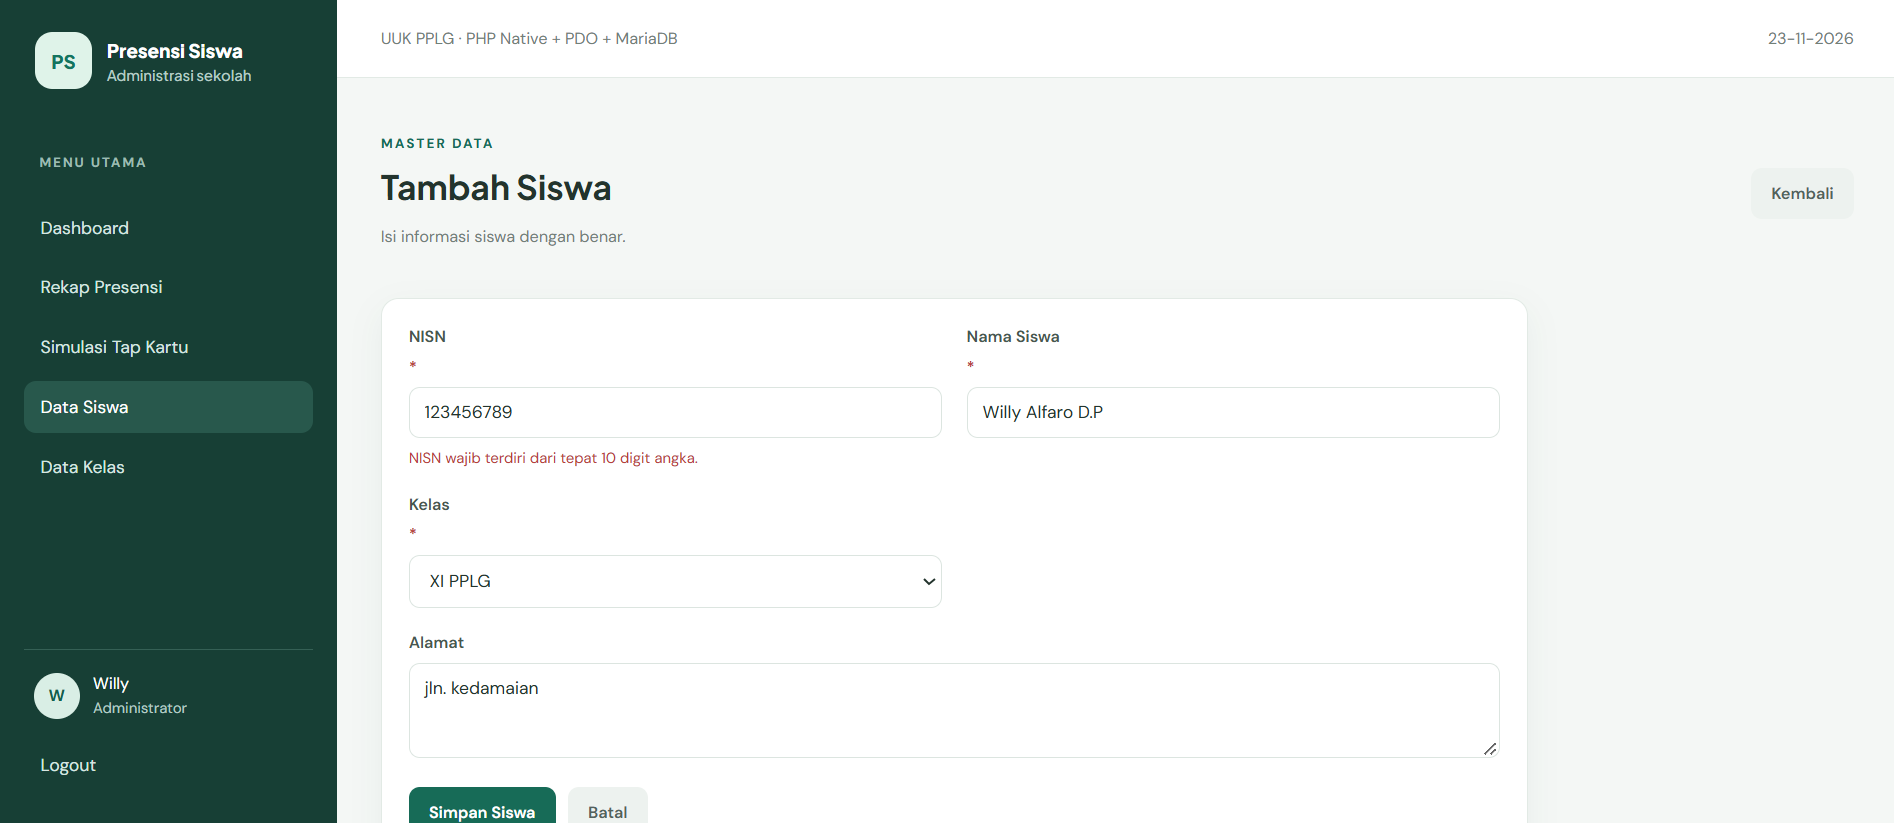 PS
Presensi Siswa
Administrasi sekolah
MENU UTAMA
Dashboard
Rekap Presensi
Simulasi Tap Kartu
Data Siswa
Data Kelas
W
Willy
Administrator
Logout
UUK PPLG · PHP Native + PDO + MariaDB
23-11-2026
MASTER DATA
Tambah Siswa
Isi informasi siswa dengan benar.
Kembali
NISN
*
123456789
NISN wajib terdiri dari tepat 10 digit angka.
Nama Siswa
*
Willy Alfaro D.P
Kelas
*
XI PPLG
Alamat
jln. kedamaian
Simpan Siswa
Batal